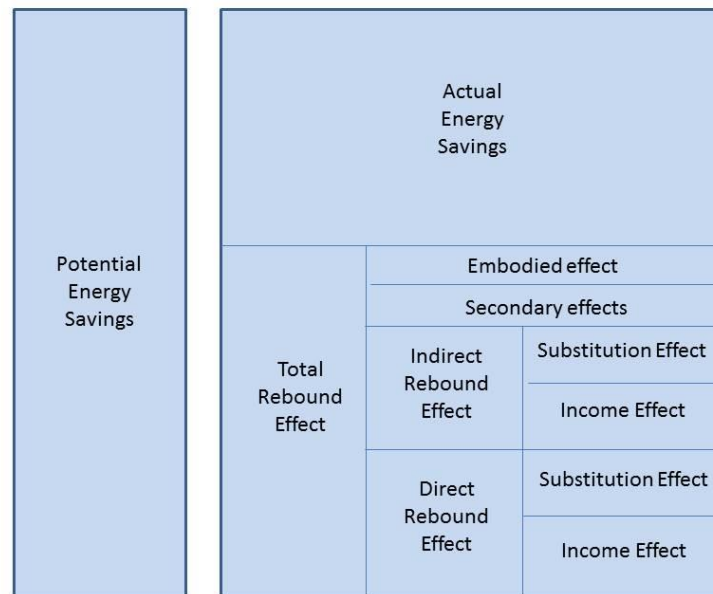 Potential
Energy
Savings
Actual
Energy
Savings
Total
Rebound
Effect
Embodied effect
Secondary effects
Indirect
Rebound
Effect
Substitution Effect
Income Effect
Direct
Rebound
Effect
Substitution Effect
Income Effect